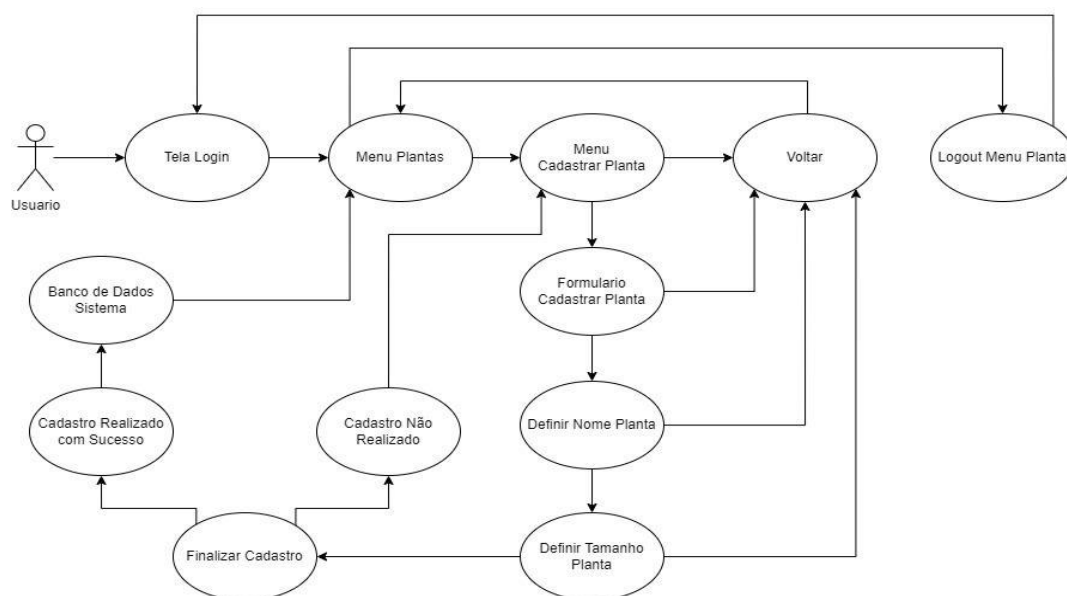 Tela Login
Menu Plantas
Menu
Cadastrar Planta
Voltar
Logout Menu Planta
Usuario
Banco de Dados
Sistema
Formulario
Cadastrar Planta
Cadastro Realizado
com Sucesso
Cadastro Não
Realizado
Definir Nome Planta
Finalizar Cadastro
Definir Tamanho
Planta